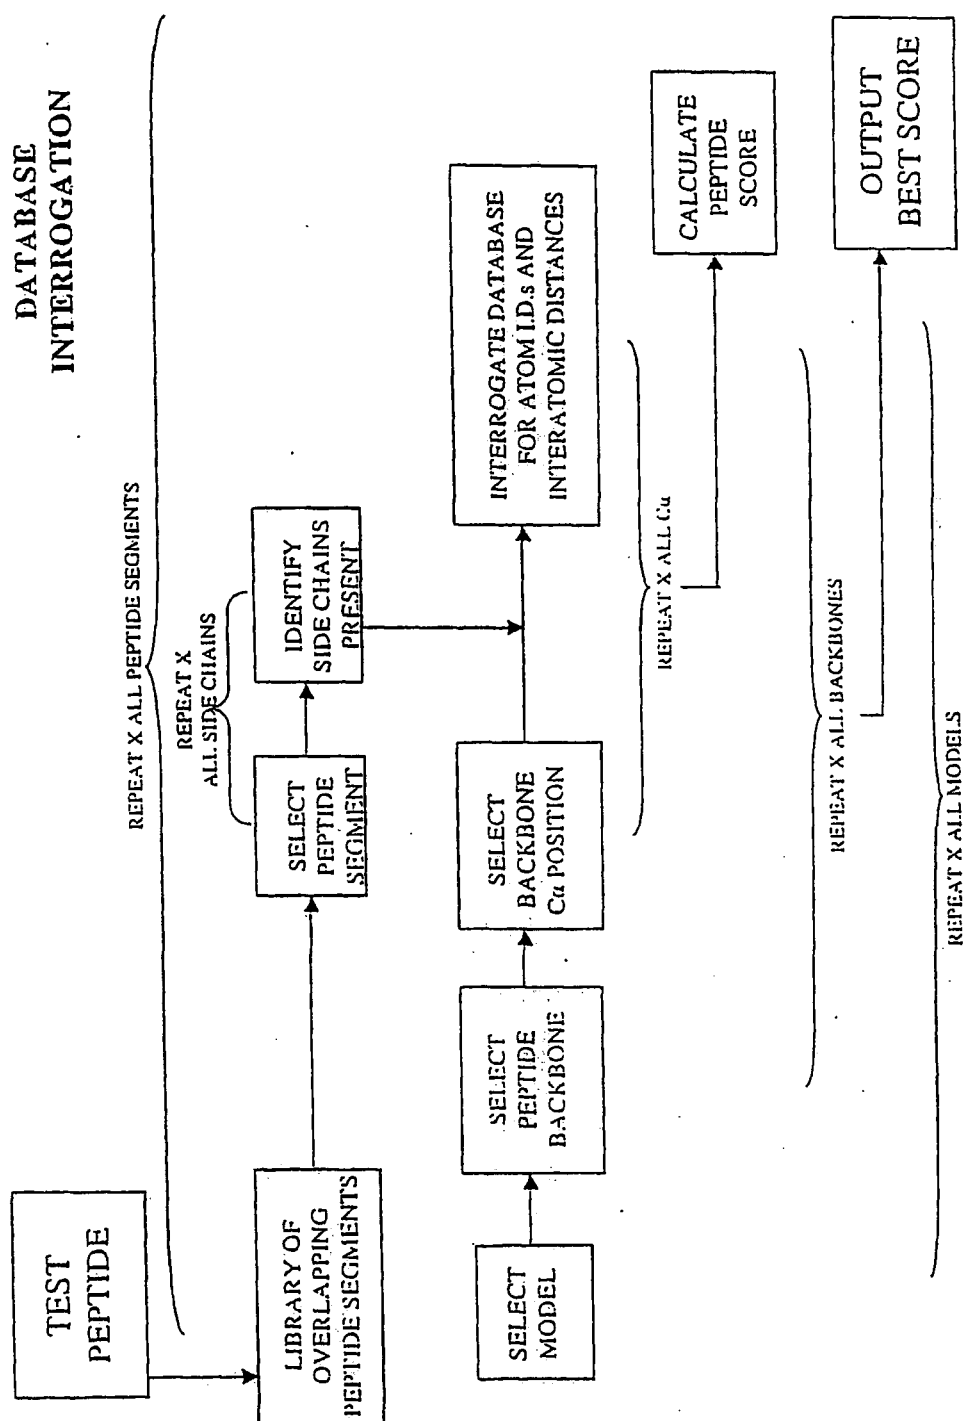 DATABASE
INTERROGATION
TEST
PEPTIDE
REPEAT X ALL PEPTIDE SEGMENTS
REPEAT X
ALL SIDE CHAINS
LIBRARY OF
OVERLAPPING
PEPTIDE SEGMENTS
SELECT
PEPTIDE
SEGMENT
IDENTIFY
SIDE CHAINS
PRESENT
SELECT
MODEL
SELECT
PEPTIDE
BACKBONE
SELECT
BACKBONE
Cα POSITION
INTERROGATE DATABASE
FOR ATOM I.D.s AND
INTERATOMIC DISTANCES
REPEAT X ALL Cα
CALCULATE
PEPTIDE
SCORE
REPEAT X ALL BACKBONES
OUTPUT
BEST SCORE
REPEAT X ALL MODELS